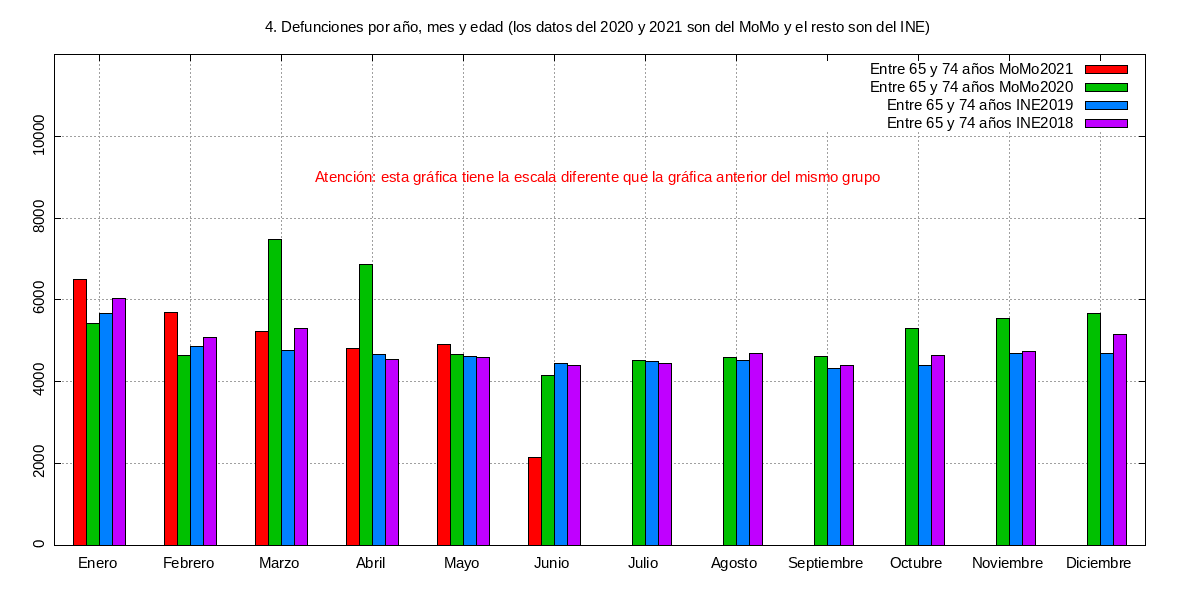 4. Defunciones por año, mes y edad (los datos del 2020 y 2021 son del MoMo y el resto son del INE)
Entre 65 y 74 años MoMo2021
Entre 65 y 74 años MoMo2020
Entre 65 y 74 años INE2019
Entre 65 y 74 años INE2018
Atención: esta gráfica tiene la escala diferente que la gráfica anterior del mismo grupo
10000
8000
6000
4000
2000
0
Enero Febrero Marzo Abril Mayo Junio Julio Agosto Septiembre Octubre Noviembre Diciembre